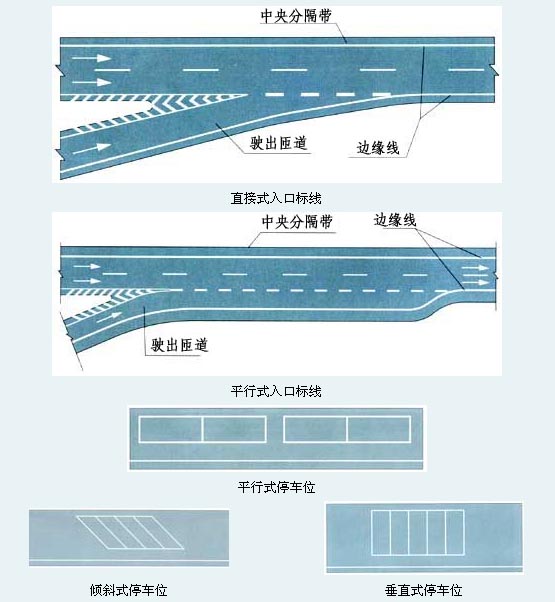 中央分隔带
驶出匝道
边缘线
直接式入口标线
中央分隔带
边缘线
驶出匝道
平行式入口标线
平行式停车位
倾斜式停车位
垂直式停车位